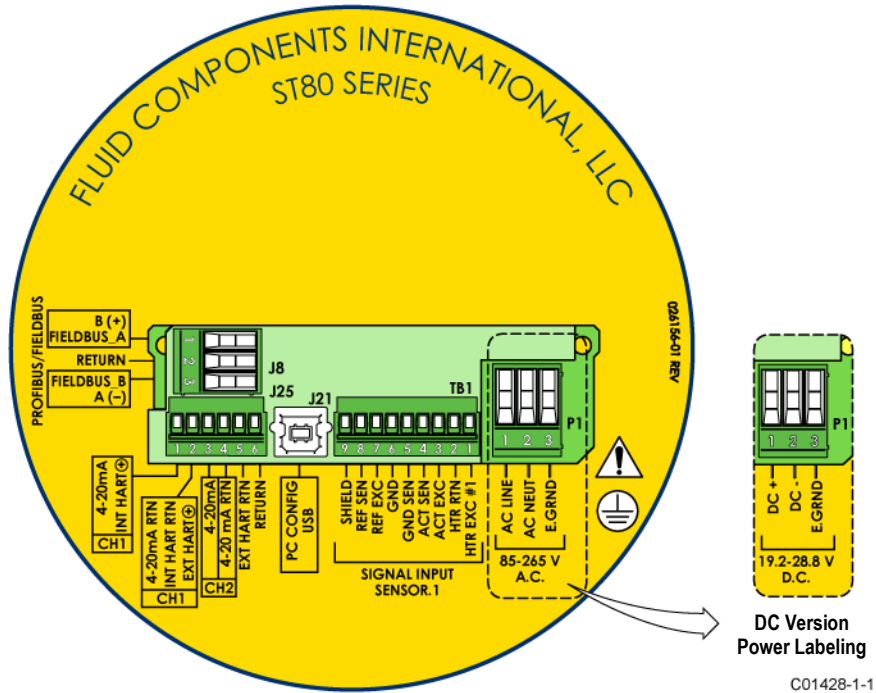 FLUID COMPONENTS INTERNATIONAL, LLC
ST80 SERIES
PROFIBUS/FIELDBUS
B (+)
FIELDBUS_A
RETURN
FIELDBUS_B
A (−)
1
2
3
J8
J25
J21
TB1
P1
026156-01 REV
1 2 3 4 5 6
9 8 7 6 5 4 3 2 1
1 2 3
4-20mA
INT HART⊕
CH1
4-20mA RTN
INT HART RTN
EXT HART⊕
CH1
4-20mA
4-20 mA RTN
CH2
EXT HART RTN
RETURN
PC CONFIG
USB
SHIELD
REF SEN
REF EXC
GND
GND SEN
ACT SEN
ACT EXC
HTR RTN
HTR EXC #1
SIGNAL INPUT
SENSOR.1
AC LINE
AC NEUT
E.GRND
85-265 V
A.C.
P1
1 2 3
DC +
DC -
E.GRND
19.2-28.8 V
D.C.
DC Version
Power Labeling
C01428-1-1